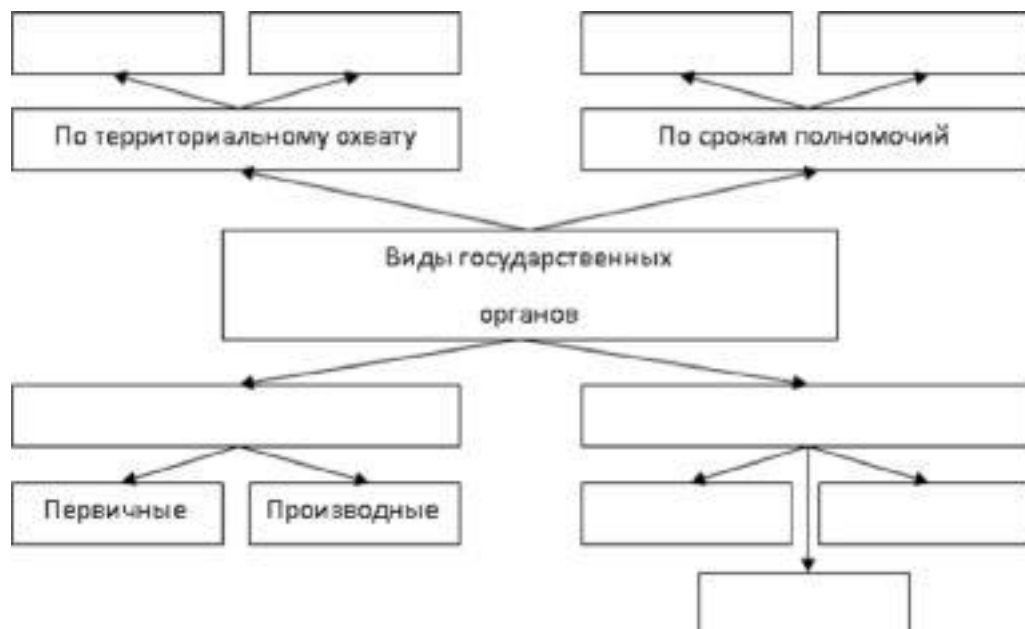 По территориальному охвату
По срокам полномочий
Виды государственных
органов
Первичные
Производные